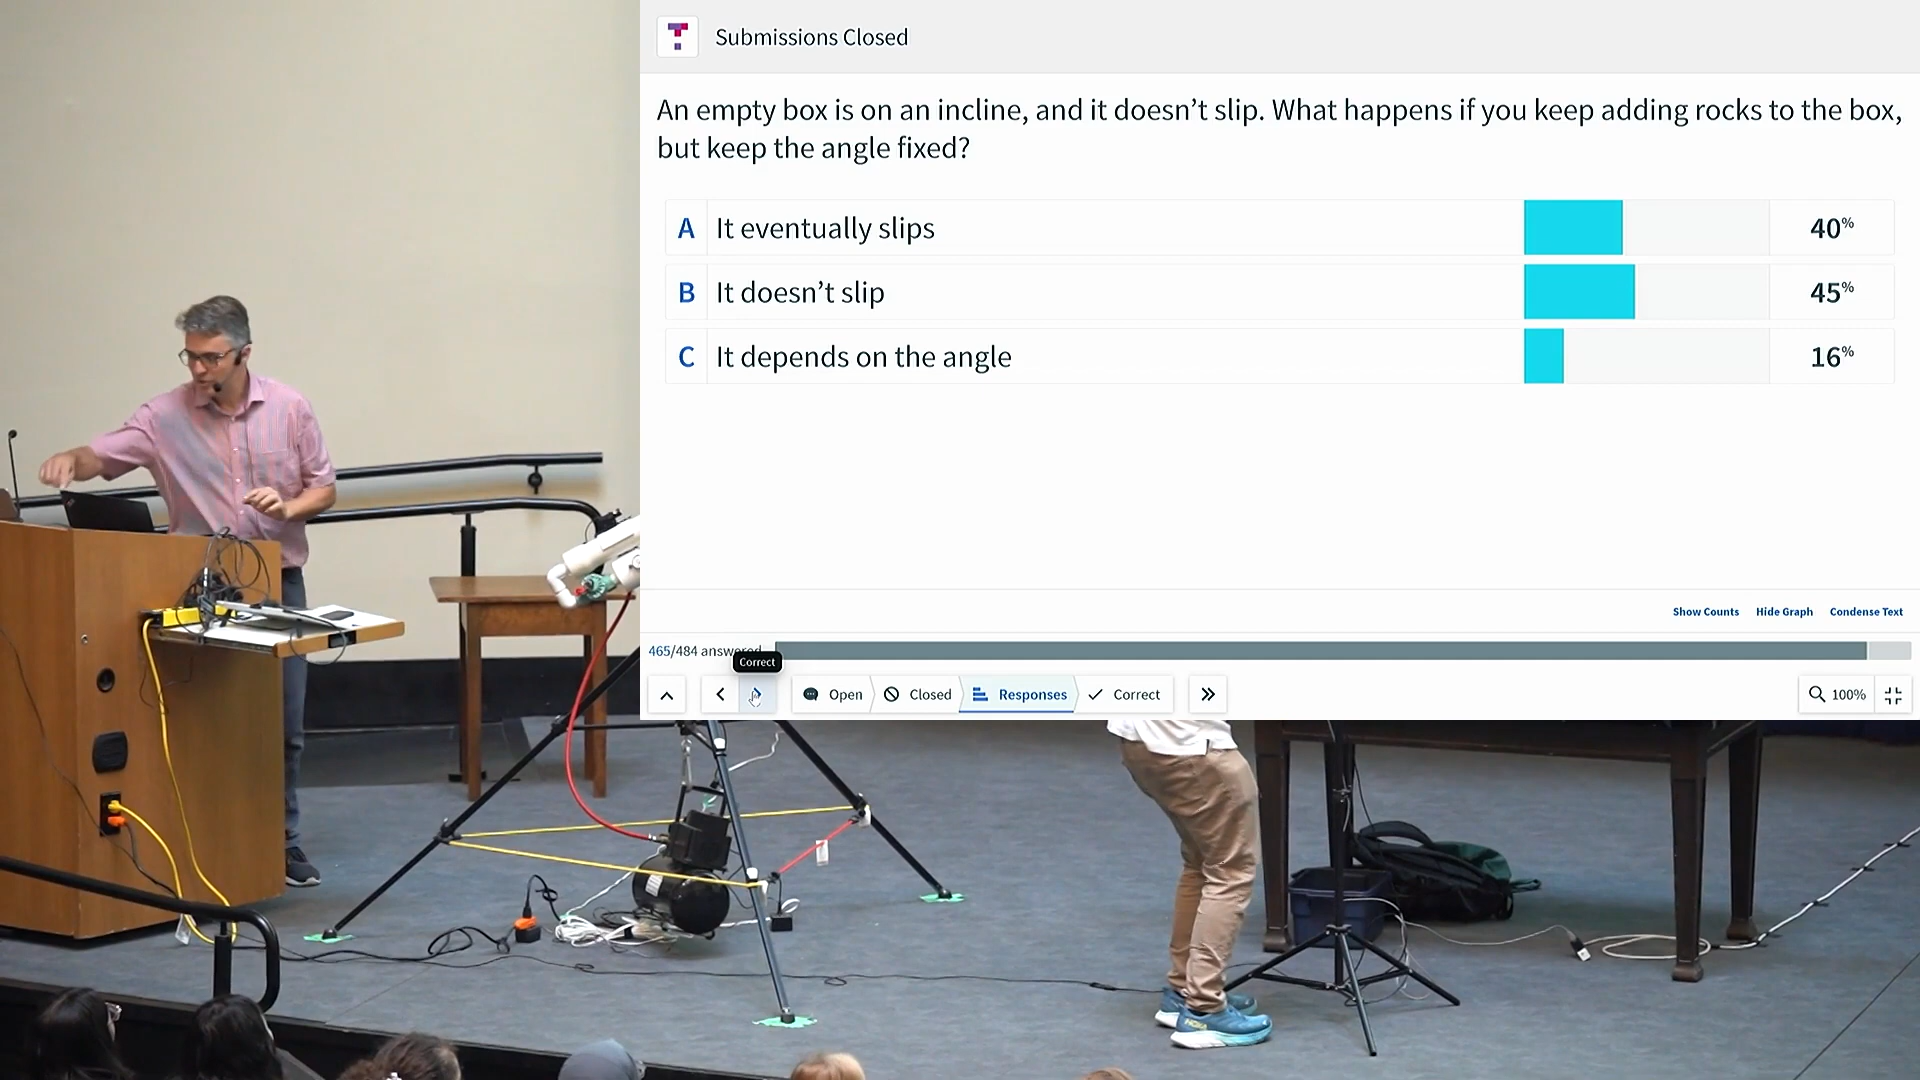 Submissions Closed
An empty box is on an incline, and it doesn’t slip. What happens if you keep adding rocks to the box,
but keep the angle fixed?
A It eventually slips 40%
B It doesn’t slip 45%
C It depends on the angle 16%
Show Counts Hide Graph Condense Text
465/484 answered
Correct
Open Closed Responses Correct 100%
HOKA